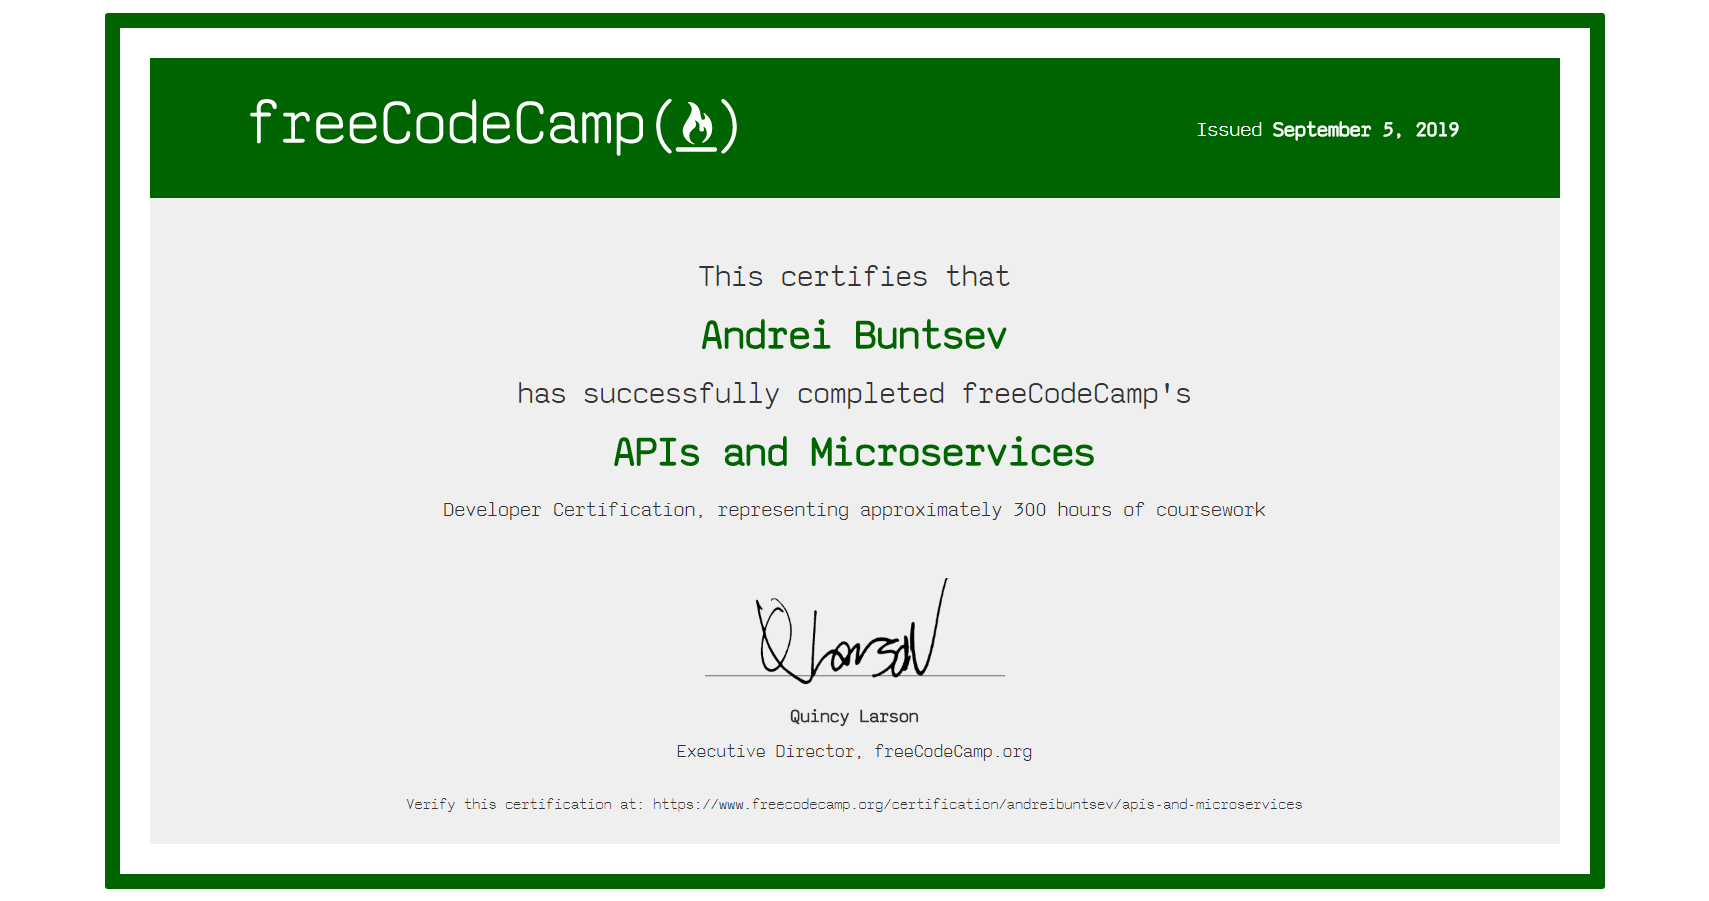 freeCodeCamp()
Issued September 5, 2019
This certifies that
Andrei Buntsev
has successfully completed freeCodeCamp's
APIs and Microservices
Developer Certification, representing approximately 300 hours of coursework
Q Larson
Quincy Larson
Executive Director, freeCodeCamp.org
Verify this certification at: https://www.freecodecamp.org/certification/andreibuntsev/apis-and-microservices